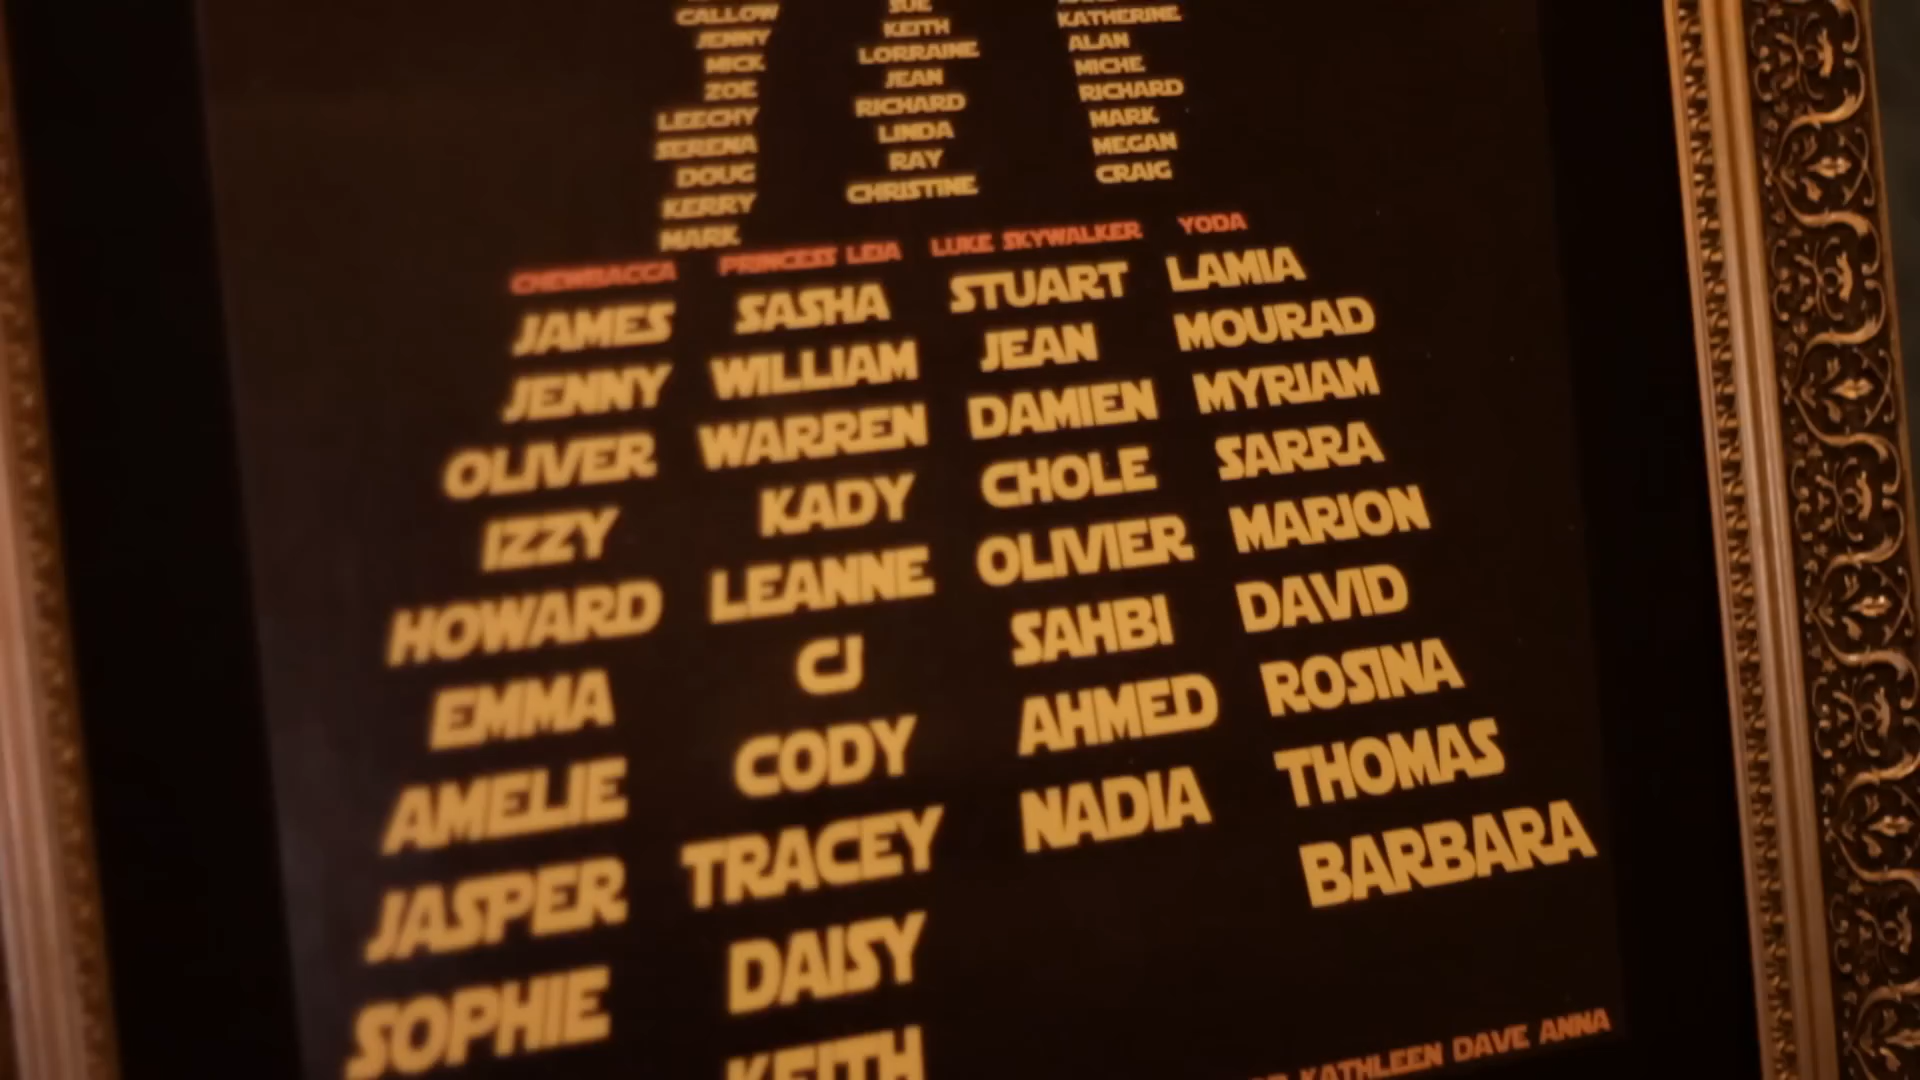 CALLOW
JENNY
MICK
ZOE
LEECHY
SERENA
DOUG
KERRY
MARK
SUE
KEITH
LORRAINE
JEAN
RICHARD
LINDA
RAY
CHRISTINE
KATHERINE
ALAN
MICHE
RICHARD
MARK
MEGAN
CRAIG
CHEWBACCA
JAMES
JENNY
OLIVER
IZZY
HOWARD
EMMA
AMELIE
JASPER
SOPHIE
PRINCESS LEIA
SASHA
WILLIAM
WARREN
KADY
LEANNE
CJ
CODY
TRACEY
DAISY
KEITH
LUKE SKYWALKER
STUART
JEAN
DAMIEN
CHOLE
OLIVIER
SAHBI
AHMED
NADIA
YODA
LAMIA
MOURAD
MYRIAM
SARRA
MARION
DAVID
ROSINA
THOMAS
BARBARA
KATHLEEN DAVE ANNA